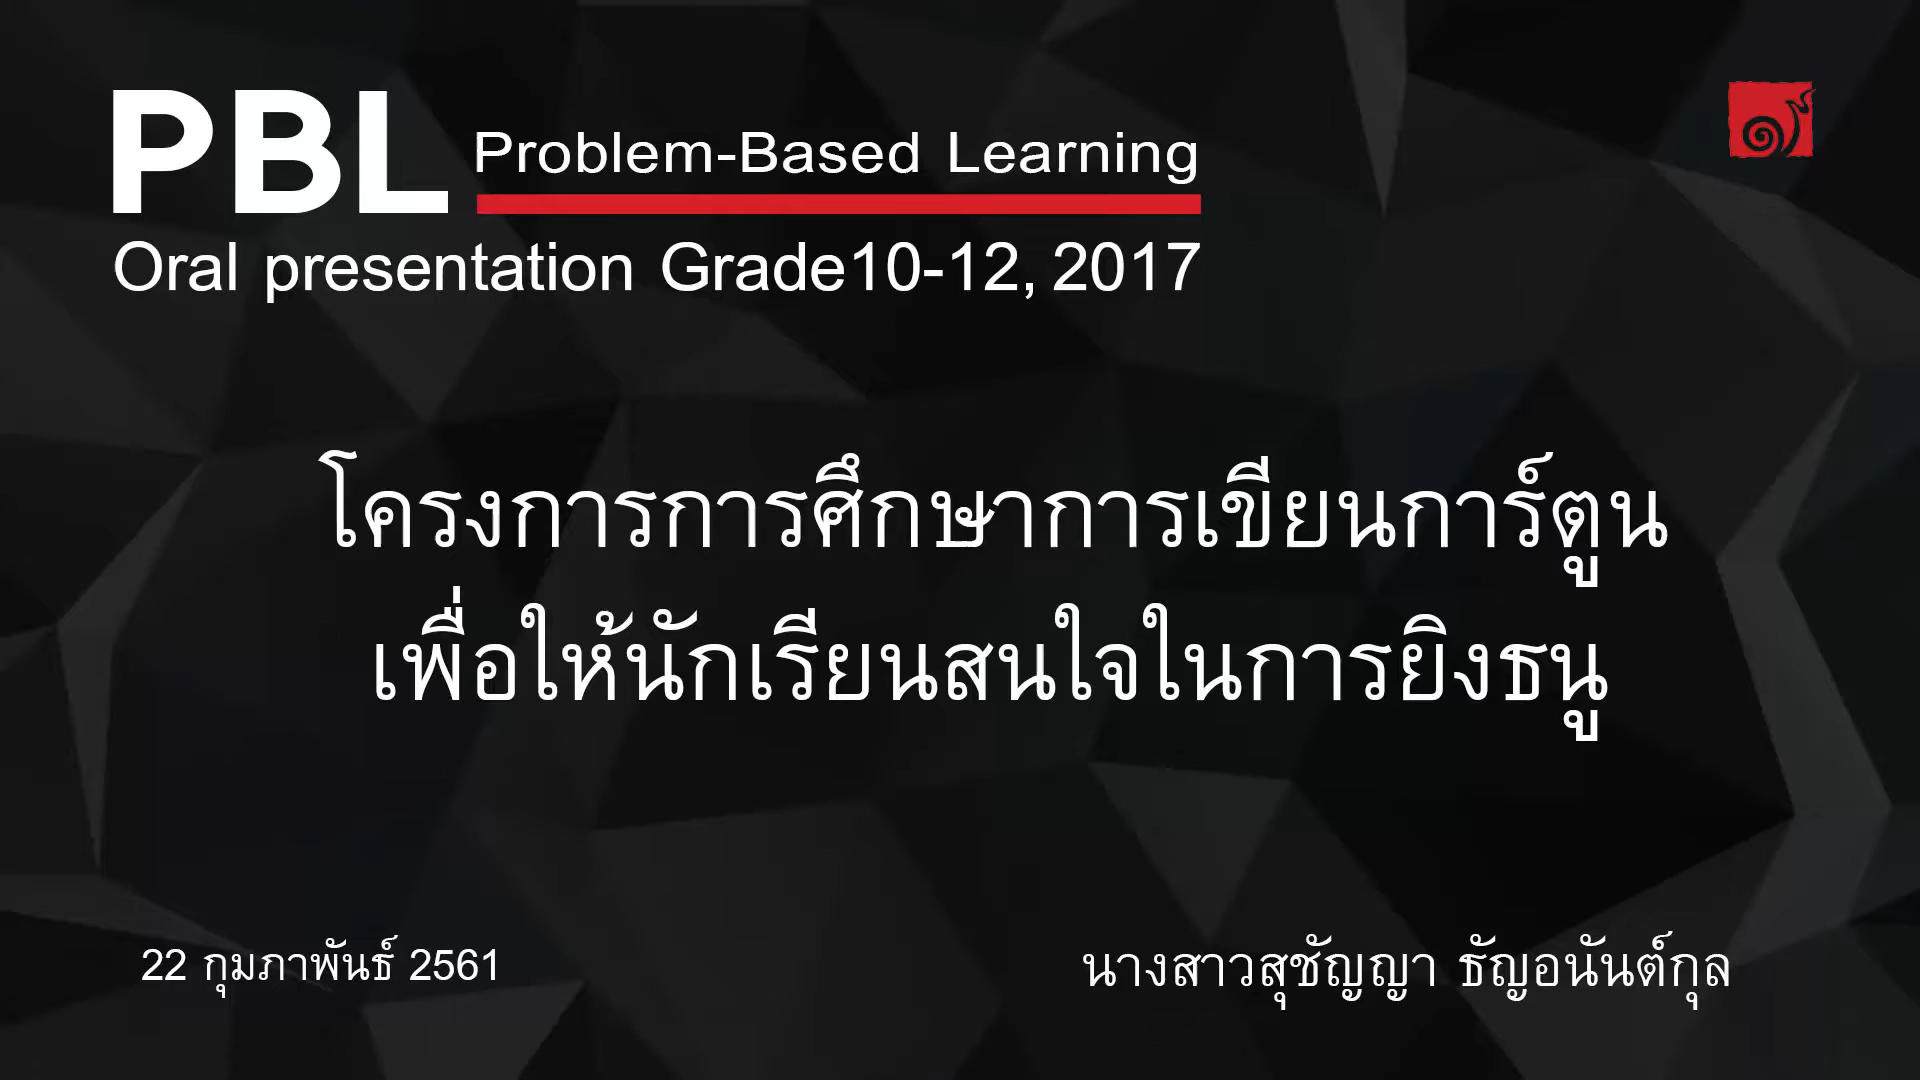 PBL Problem-Based Learning
Oral presentation Grade10-12, 2017
โครงการการศึกษาการเขียนการ์ตูน
เพื่อให้นักเรียนสนใจในการยิงธนู
22 กุมภาพันธ์ 2561
นางสาวสุชัญญา ธัญอนันต์กุล